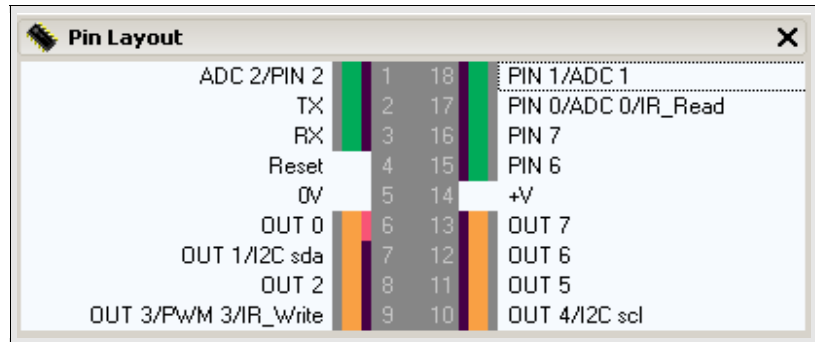 Pin Layout
ADC 2/PIN 2 1 18 PIN 1/ADC 1
TX 2 17 PIN 0/ADC 0/IR_Read
RX 3 16 PIN 7
Reset 4 15 PIN 6
0V 5 14 +V
OUT 0 6 13 OUT 7
OUT 1/I2C sda 7 12 OUT 6
OUT 2 8 11 OUT 5
OUT 3/PWM 3/IR_Write 9 10 OUT 4/I2C scl